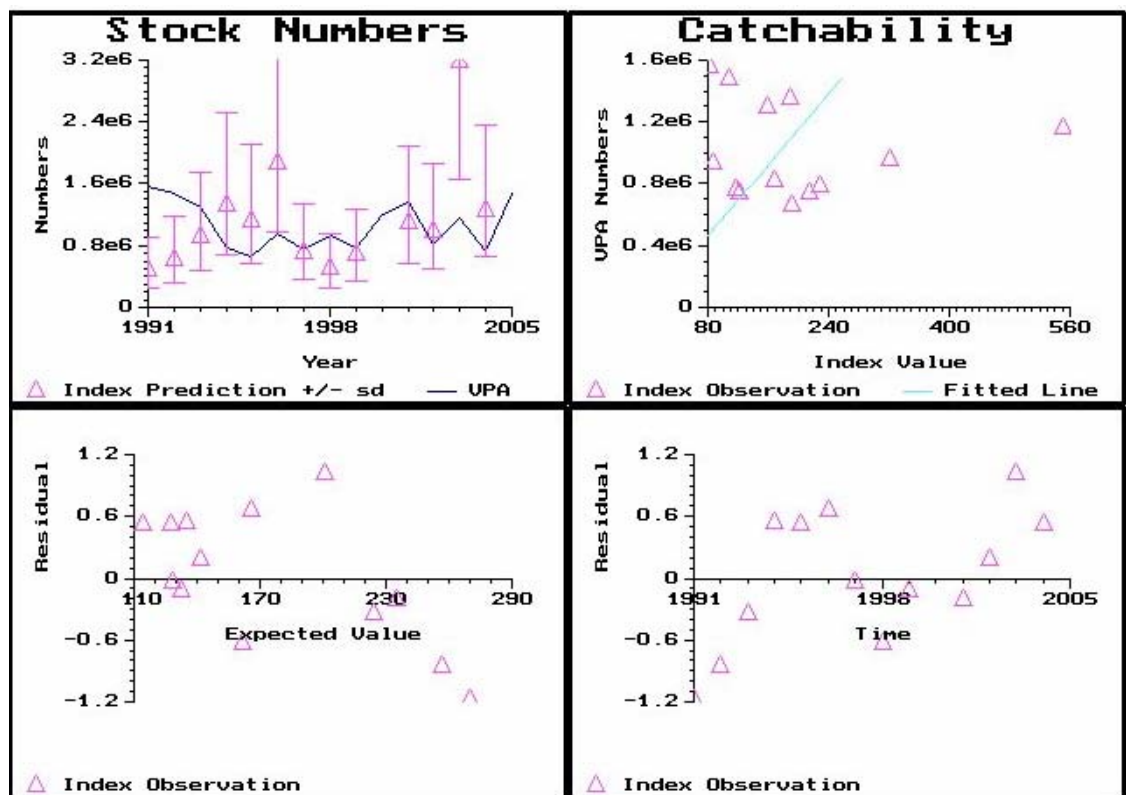 Stock Numbers
3.2e6
2.4e6
1.6e6
0.8e6
0
Numbers
1991 1998 2005
Year
Index Prediction +/- sd VPA
Catchability
1.6e6
1.2e6
0.8e6
0.4e6
0
VPA Numbers
80 240 400 560
Index Value
Index Observation Fitted Line
1.2
0.6
0
-0.6
-1.2
Residual
110 170 230 290
Expected Value
Index Observation
1.2
0.6
0
-0.6
-1.2
Residual
1991 1998 2005
Time
Index Observation